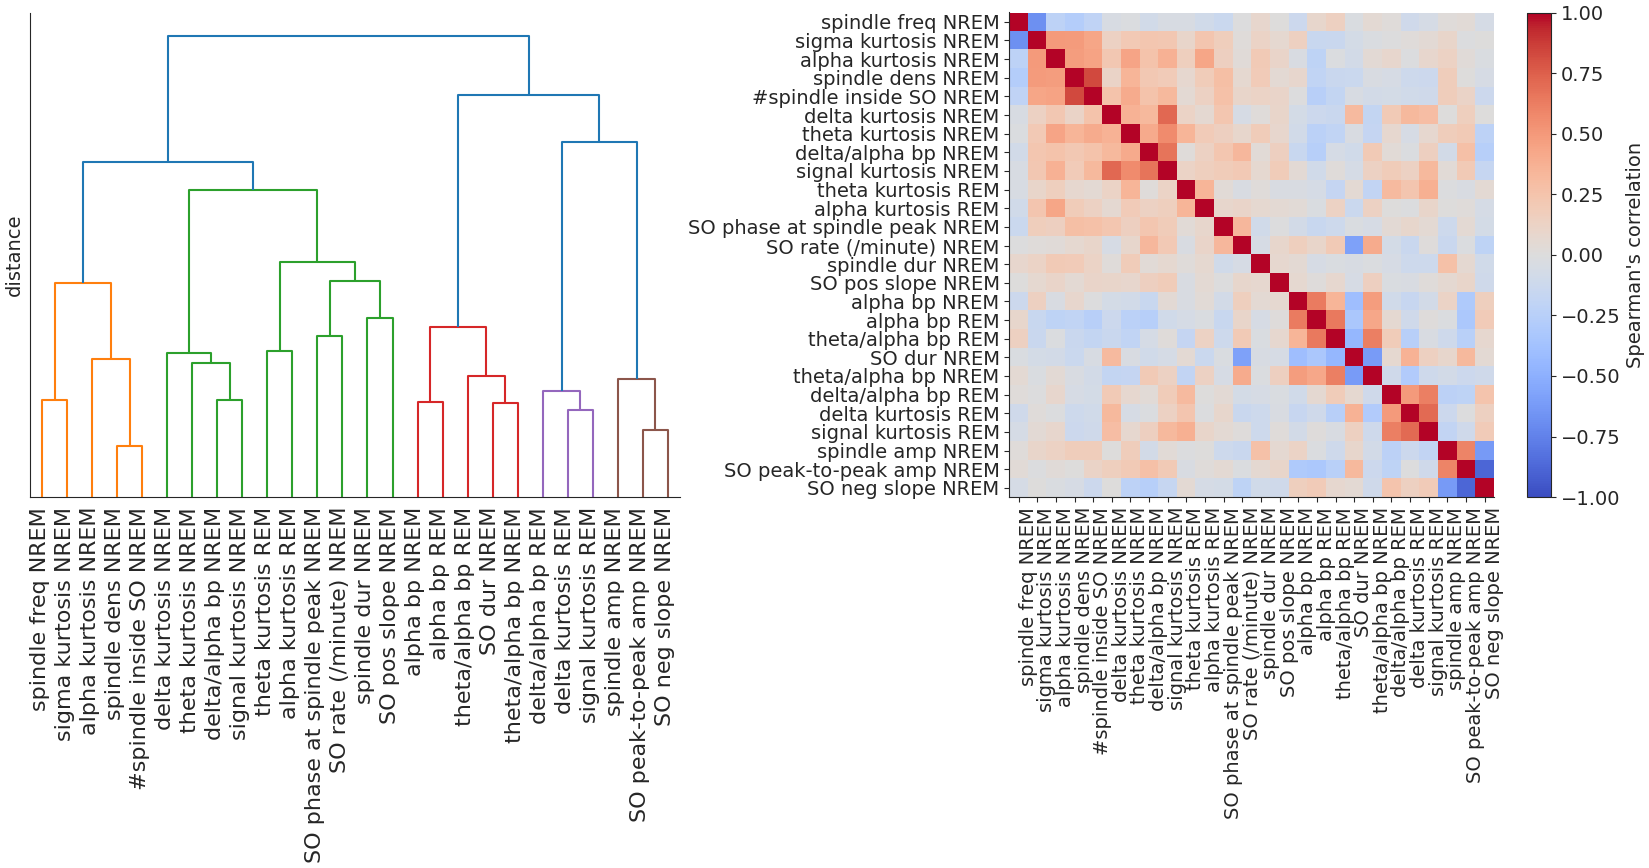 distance
spindle freq NREM
sigma kurtosis NREM
alpha kurtosis NREM
spindle dens NREM
#spindle inside SO NREM
delta kurtosis NREM
theta kurtosis NREM
delta/alpha bp NREM
signal kurtosis NREM
theta kurtosis REM
alpha kurtosis REM
SO phase at spindle peak NREM
SO rate (/minute) NREM
spindle dur NREM
SO pos slope NREM
alpha bp NREM
alpha bp REM
theta/alpha bp REM
SO dur NREM
theta/alpha bp NREM
delta/alpha bp REM
delta kurtosis REM
signal kurtosis REM
spindle amp NREM
SO peak-to-peak amp NREM
SO neg slope NREM
spindle freq NREM
sigma kurtosis NREM
alpha kurtosis NREM
spindle dens NREM
#spindle inside SO NREM
delta kurtosis NREM
theta kurtosis NREM
delta/alpha bp NREM
signal kurtosis NREM
theta kurtosis REM
alpha kurtosis REM
SO phase at spindle peak NREM
SO rate (/minute) NREM
spindle dur NREM
SO pos slope NREM
alpha bp NREM
alpha bp REM
theta/alpha bp REM
SO dur NREM
theta/alpha bp NREM
delta/alpha bp REM
delta kurtosis REM
signal kurtosis REM
spindle amp NREM
SO peak-to-peak amp NREM
SO neg slope NREM
spindle freq NREM
sigma kurtosis NREM
alpha kurtosis NREM
spindle dens NREM
#spindle inside SO NREM
delta kurtosis NREM
theta kurtosis NREM
delta/alpha bp NREM
signal kurtosis NREM
theta kurtosis REM
alpha kurtosis REM
SO phase at spindle peak NREM
SO rate (/minute) NREM
spindle dur NREM
SO pos slope NREM
alpha bp NREM
alpha bp REM
theta/alpha bp REM
SO dur NREM
theta/alpha bp NREM
delta/alpha bp REM
delta kurtosis REM
signal kurtosis REM
spindle amp NREM
SO peak-to-peak amp NREM
SO neg slope NREM
1.00
0.75
0.50
0.25
0.00
−0.25
−0.50
−0.75
−1.00
Spearman's correlation